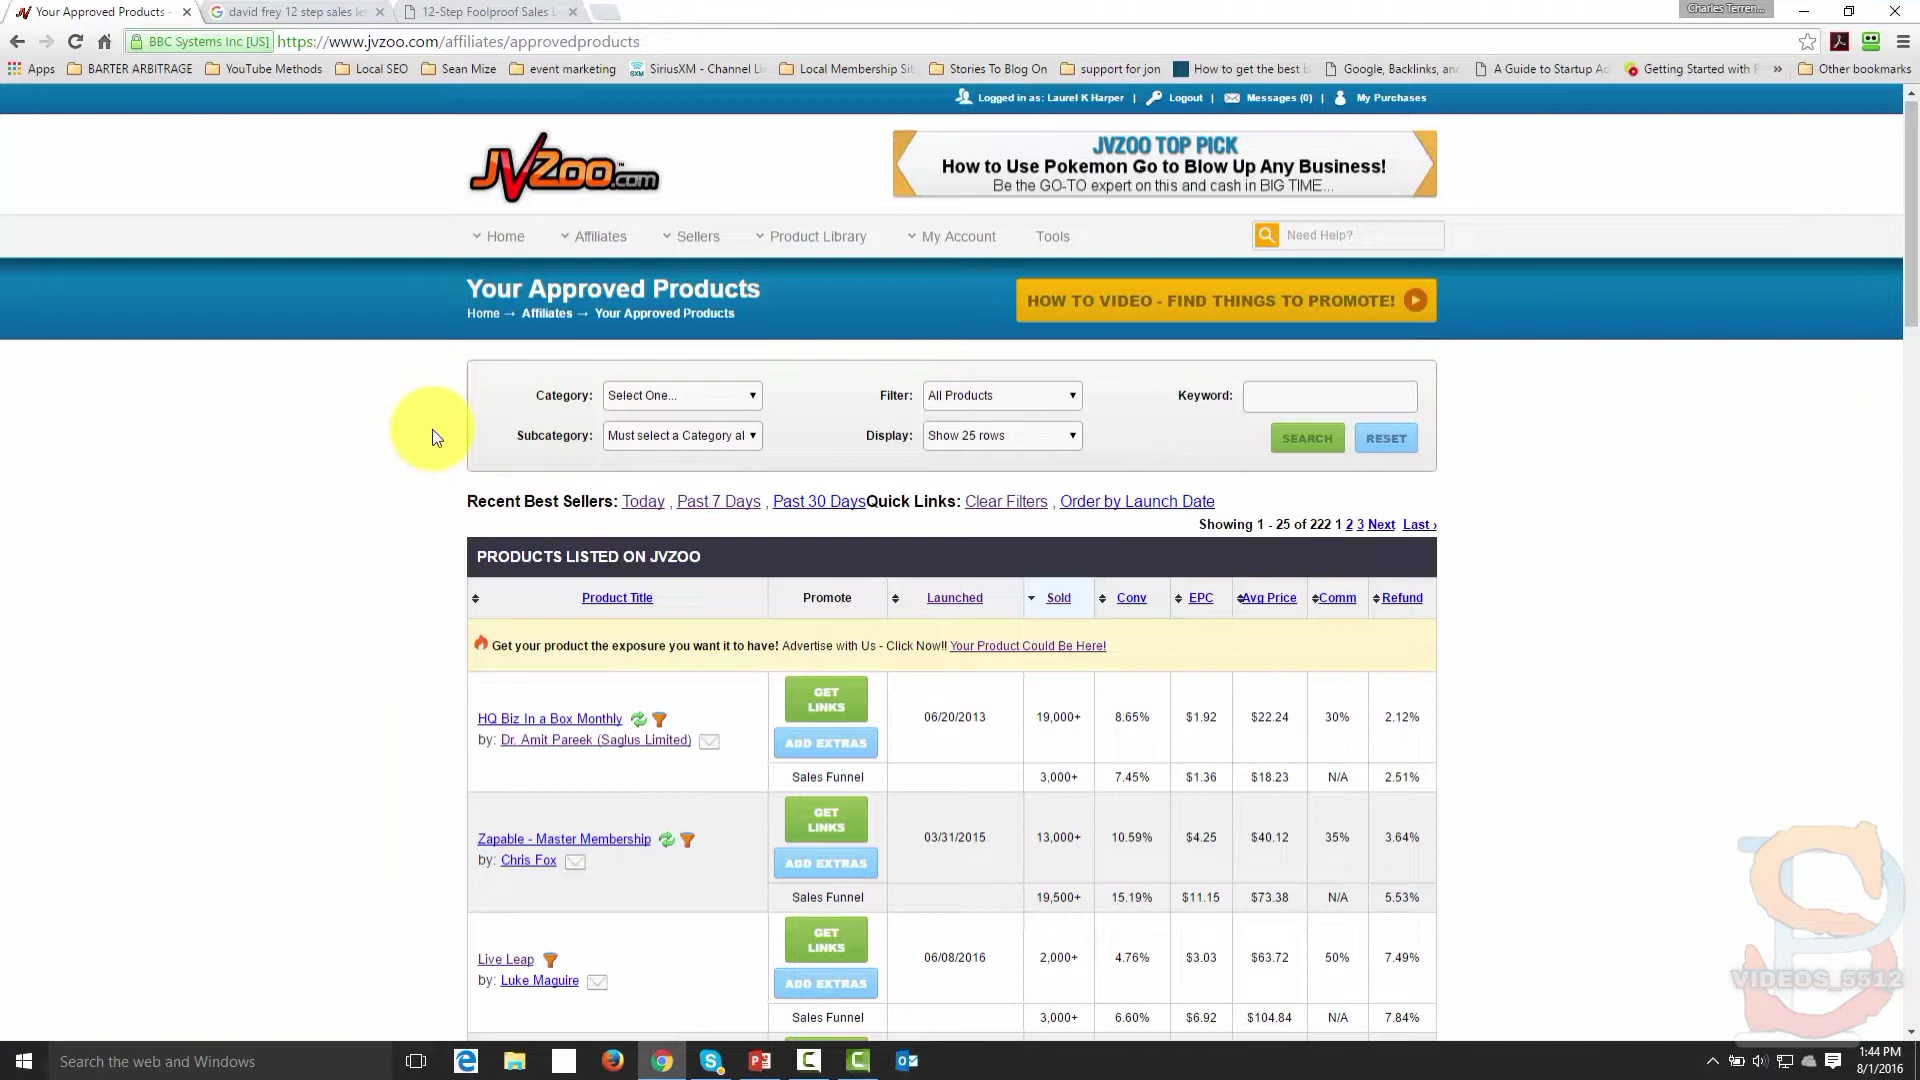 Your Approved Products -
david frey 12 step sales le
12-Step Foolproof Sales L
Charles Terren...
BBC Systems Inc [US]
https://www.jvzoo.com/affiliates/approvedproducts
Apps
BARTER ARBITRAGE
YouTube Methods
Local SEO
Sean Mize
event marketing
SiriusXM - Channel Li
Local Membership Sit
Stories To Blog On
support for jon
How to get the best
Google, Backlinks, and
A Guide to Startup Ac
Getting Started with
»
Other bookmarks
Logged in as: Laurel K Harper | Logout | Messages (0) | My Purchases
JVZoo.com™
JVZOO TOP PICK
How to Use Pokemon Go to Blow Up Any Business!
Be the GO-TO expert on this and cash in BIG TIME...
Home
Affiliates
Sellers
Product Library
My Account
Tools
Need Help?
Your Approved Products
Home → Affiliates → Your Approved Products
HOW TO VIDEO - FIND THINGS TO PROMOTE!
Category: Select One...
Filter: All Products
Keyword:
Subcategory: Must select a Category al
Display: Show 25 rows
SEARCH
RESET
Recent Best Sellers: Today , Past 7 Days , Past 30 DaysQuick Links: Clear Filters , Order by Launch Date
Showing 1 - 25 of 222 1 2 3 Next Last ›
PRODUCTS LISTED ON JVZOO
Product Title Promote Launched Sold Conv EPC Avg Price Comm Refund
Get your product the exposure you want it to have! Advertise with Us - Click Now!! Your Product Could Be Here!
HQ Biz In a Box Monthly
by: Dr. Amit Pareek (Saglus Limited)
GET LINKS
ADD EXTRAS
06/20/2013 19,000+ 8.65% $1.92 $22.24 30% 2.12%
Sales Funnel 3,000+ 7.45% $1.36 $18.23 N/A 2.51%
Zapable - Master Membership
by: Chris Fox
GET LINKS
ADD EXTRAS
03/31/2015 13,000+ 10.59% $4.25 $40.12 35% 3.64%
Sales Funnel 19,500+ 15.19% $11.15 $73.38 N/A 5.53%
Live Leap
by: Luke Maguire
GET LINKS
ADD EXTRAS
06/08/2016 2,000+ 4.76% $3.03 $63.72 50% 7.49%
Sales Funnel 3,000+ 6.60% $6.92 $104.84 N/A 7.84%
VIDEOS_5512
Search the web and Windows
1:44 PM
8/1/2016